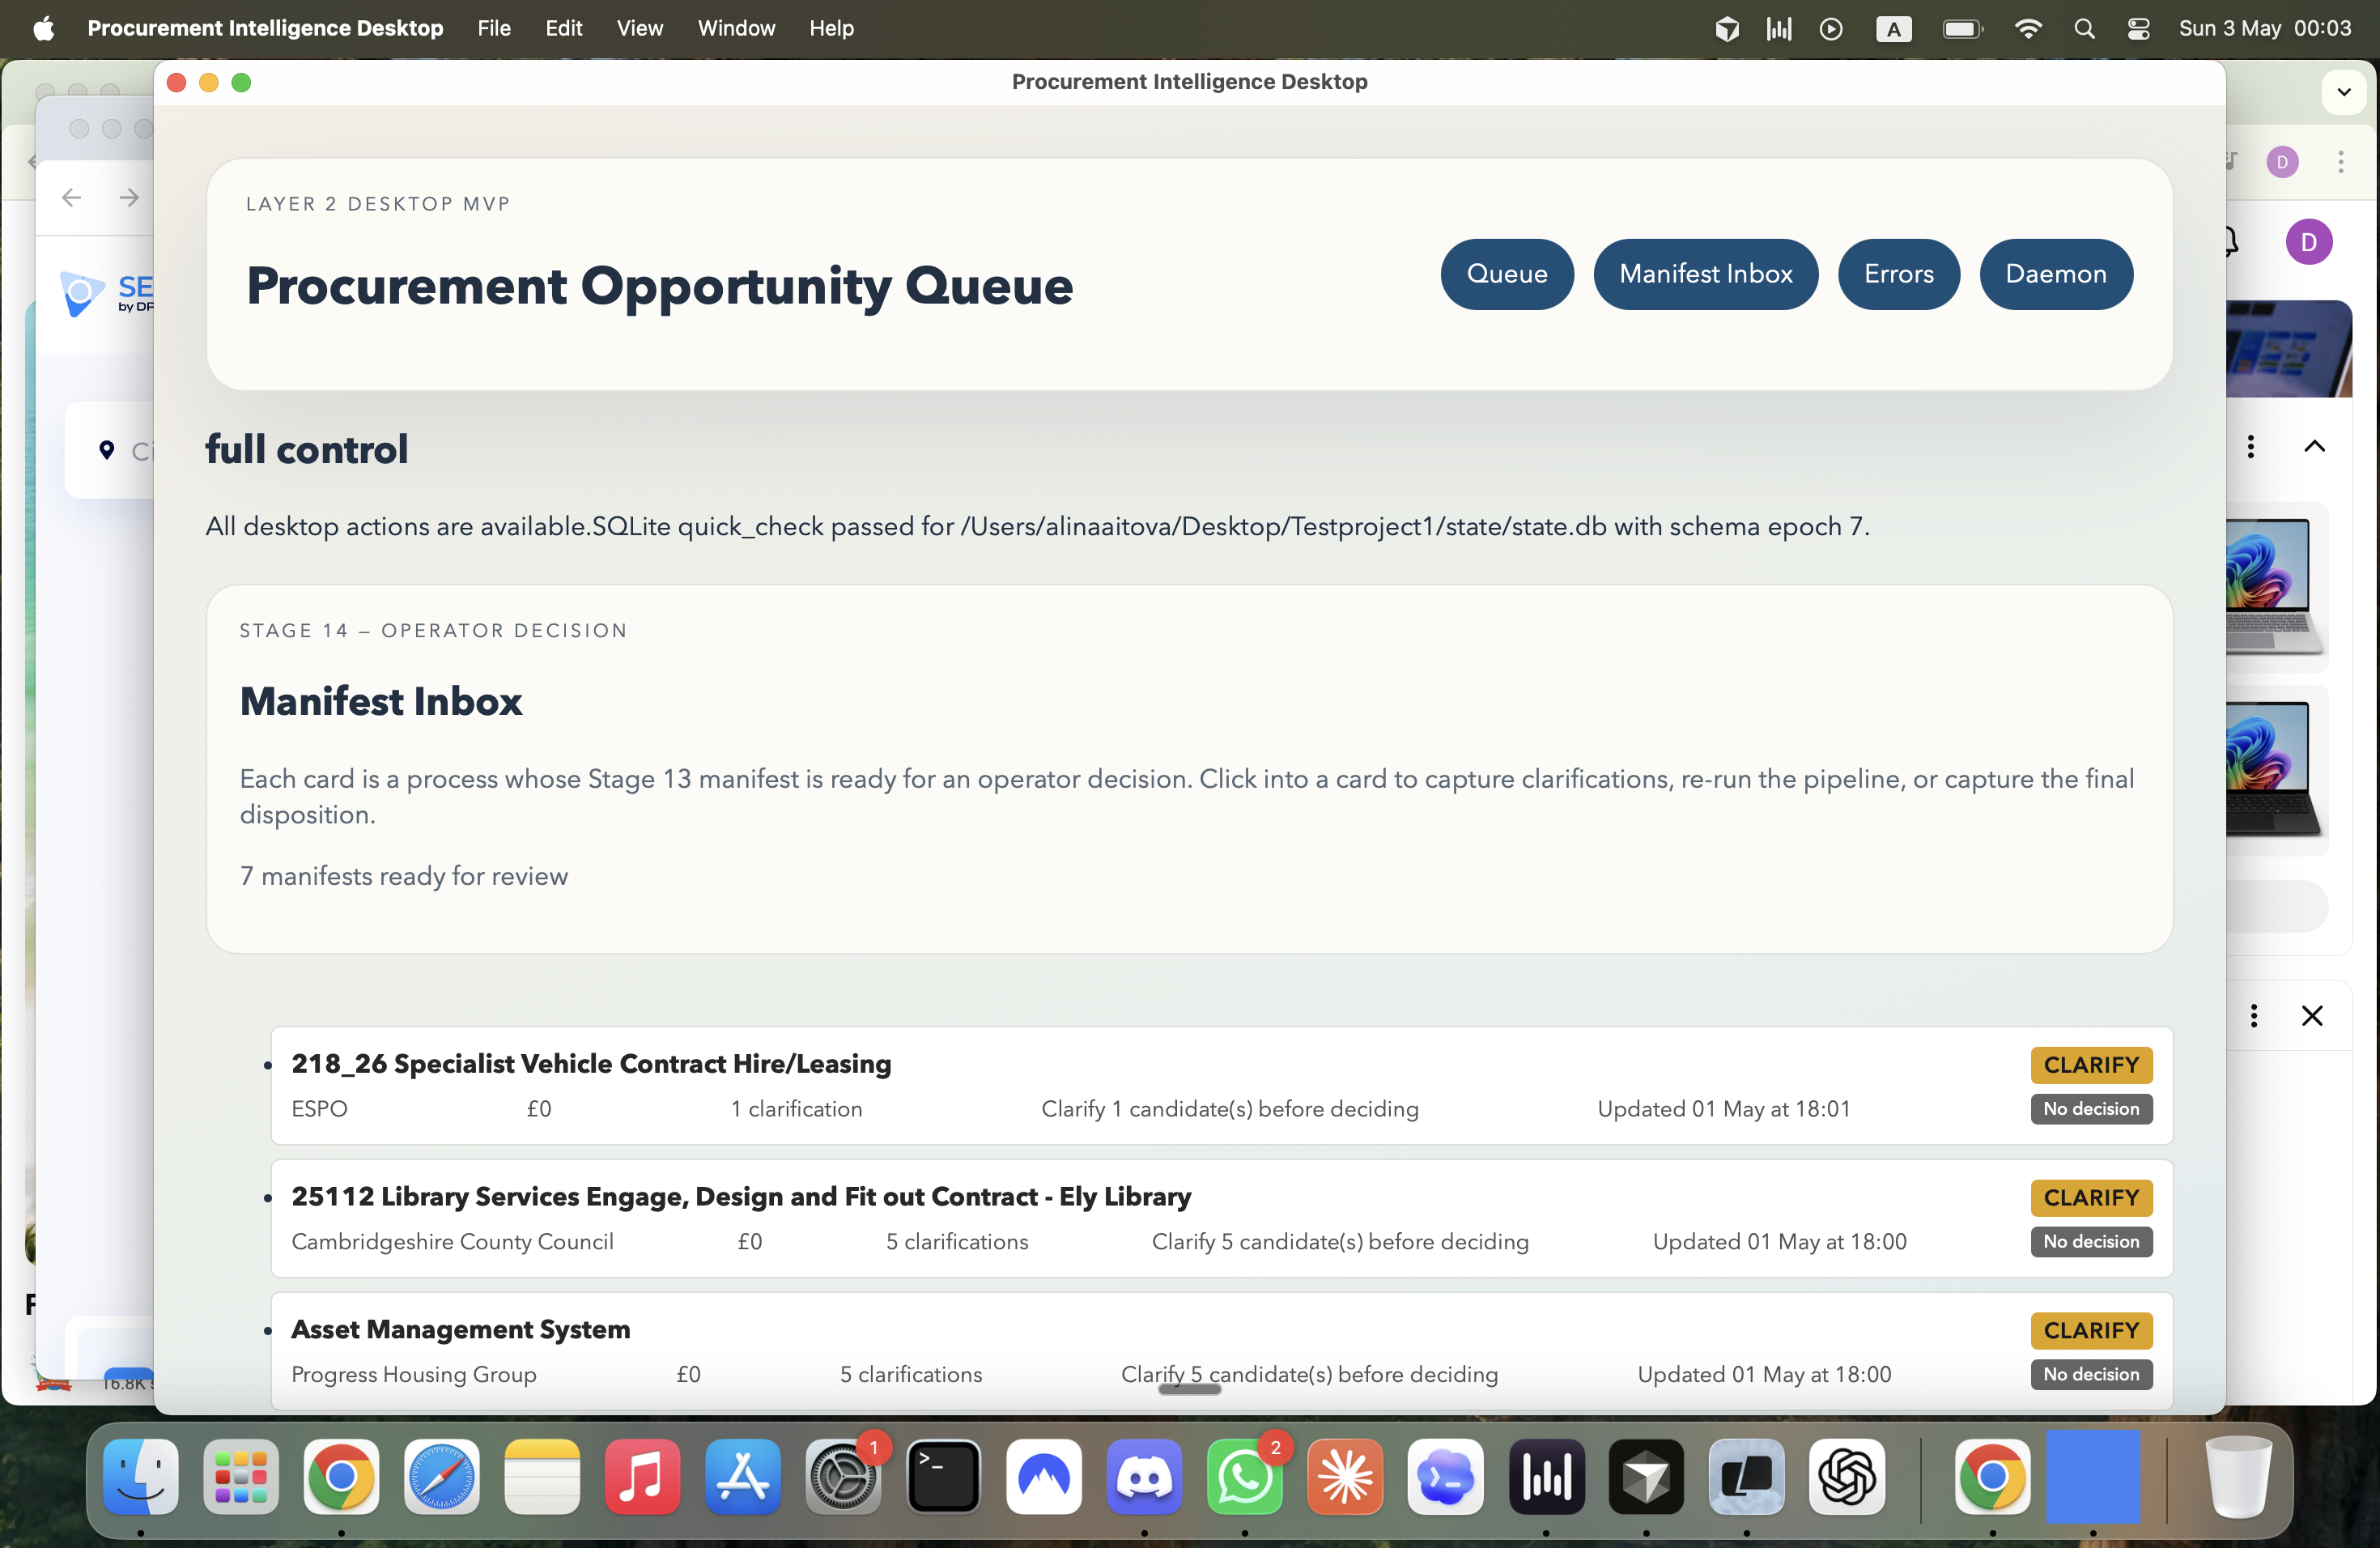 Procurement Intelligence Desktop File Edit View Window Help
A Sun 3 May 00:03
Procurement Intelligence Desktop
D
SE
by DF
D
LAYER 2 DESKTOP MVP
Procurement Opportunity Queue
Queue Manifest Inbox Errors Daemon
full control
All desktop actions are available.SQLite quick_check passed for /Users/alinaaitova/Desktop/Testproject1/state/state.db with schema epoch 7.
STAGE 14 – OPERATOR DECISION
Manifest Inbox
Each card is a process whose Stage 13 manifest is ready for an operator decision. Click into a card to capture clarifications, re-run the pipeline, or capture the final
disposition.
7 manifests ready for review
218_26 Specialist Vehicle Contract Hire/Leasing CLARIFY
ESPO £0 1 clarification Clarify 1 candidate(s) before deciding Updated 01 May at 18:01 No decision
25112 Library Services Engage, Design and Fit out Contract - Ely Library CLARIFY
Cambridgeshire County Council £0 5 clarifications Clarify 5 candidate(s) before deciding Updated 01 May at 18:00 No decision
Asset Management System CLARIFY
Progress Housing Group £0 5 clarifications Clarify 5 candidate(s) before deciding Updated 01 May at 18:00 No decision
16.8K
1
2